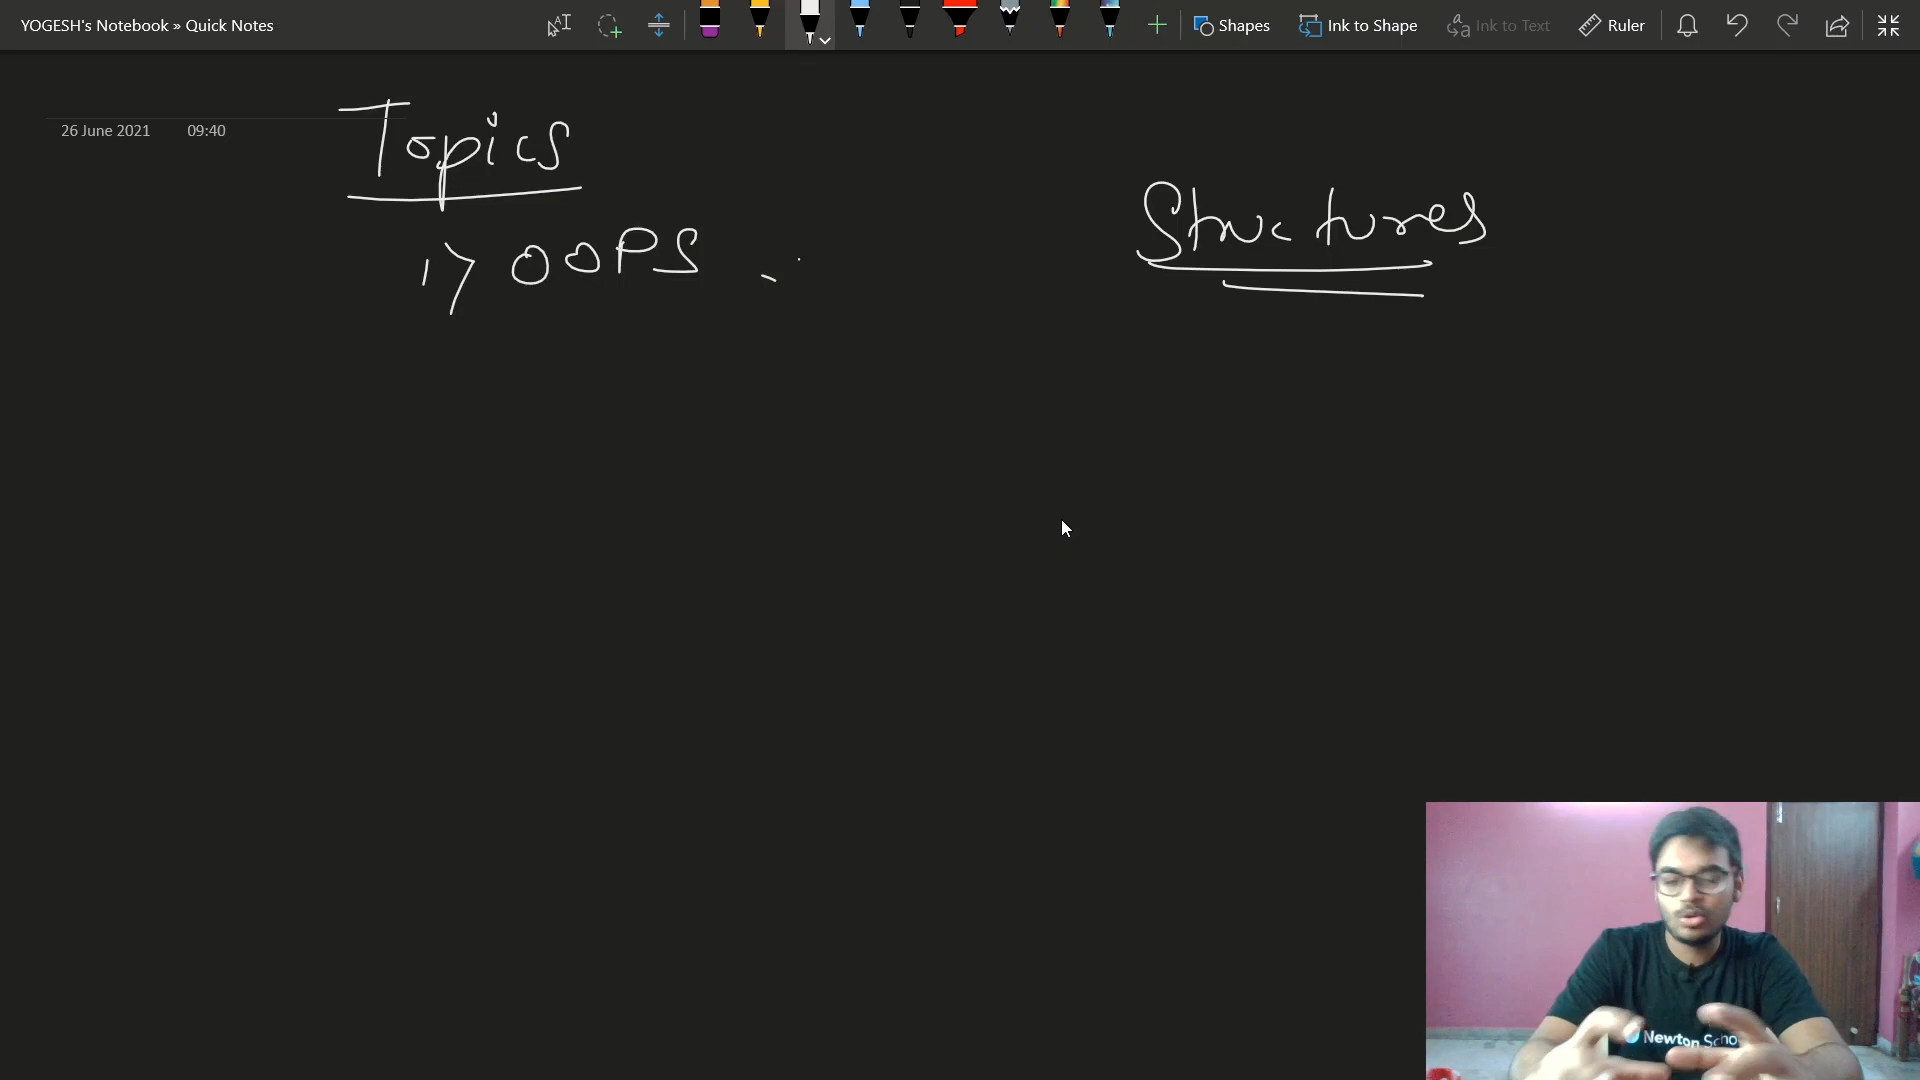 YOGESH's Notebook » Quick Notes
Shapes
Ink to Shape
Ink to Text
Ruler
26 June 2021 09:40
Topics
1> OOPS
Structures
Newton Schoo